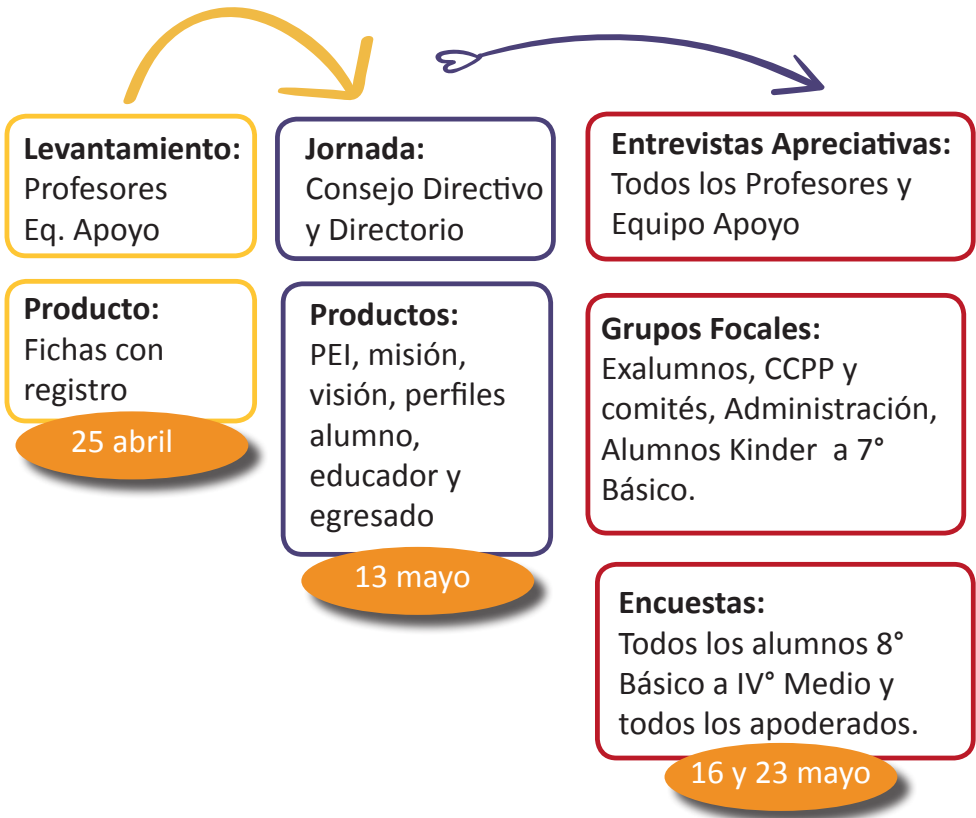 Levantamiento:
Profesores
Eq. Apoyo
Producto:
Fichas con
registro
25 abril
Jornada:
Consejo Directivo
y Directorio
Productos:
PEI, misión,
visión, perfiles
alumno,
educador y
egresado
13 mayo
Entrevistas Apreciativas:
Todos los Profesores y
Equipo Apoyo
Grupos Focales:
Exalumnos, CCPP y
comités, Administración,
Alumnos Kinder a 7°
Básico.
Encuestas:
Todos los alumnos 8°
Básico a IV° Medio y
todos los apoderados.
16 y 23 mayo